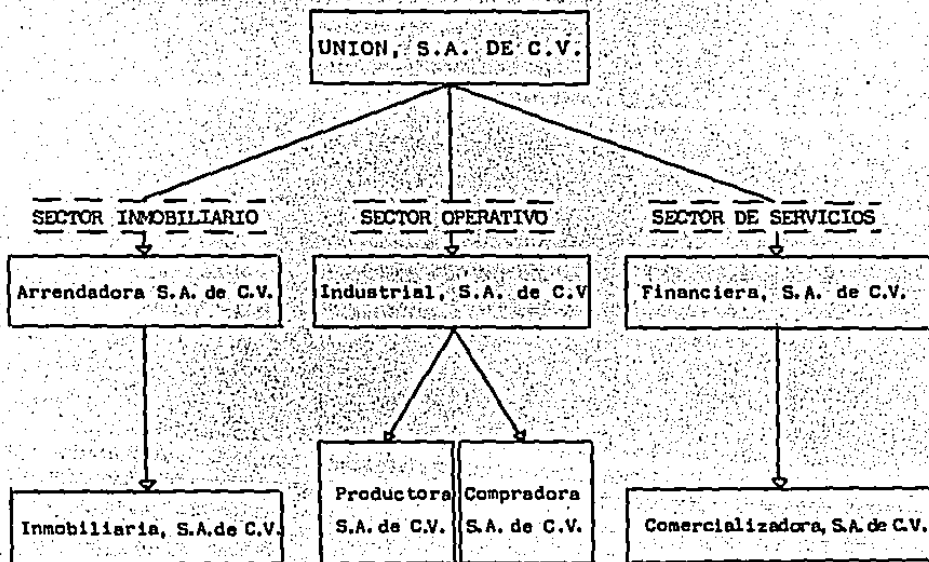 UNION, S.A. DE C.V.
SECTOR INMOBILIARIO
SECTOR OPERATIVO
SECTOR DE SERVICIOS
Arrendadora S.A. de C.V.
Industrial, S.A. de C.V
Financiera, S.A. de C.V.
Productora
S.A. de C.V.
Compradora
S.A. de C.V.
Inmobiliaria, S.A.de C.V.
Comercializadora, S.A. de C.V.